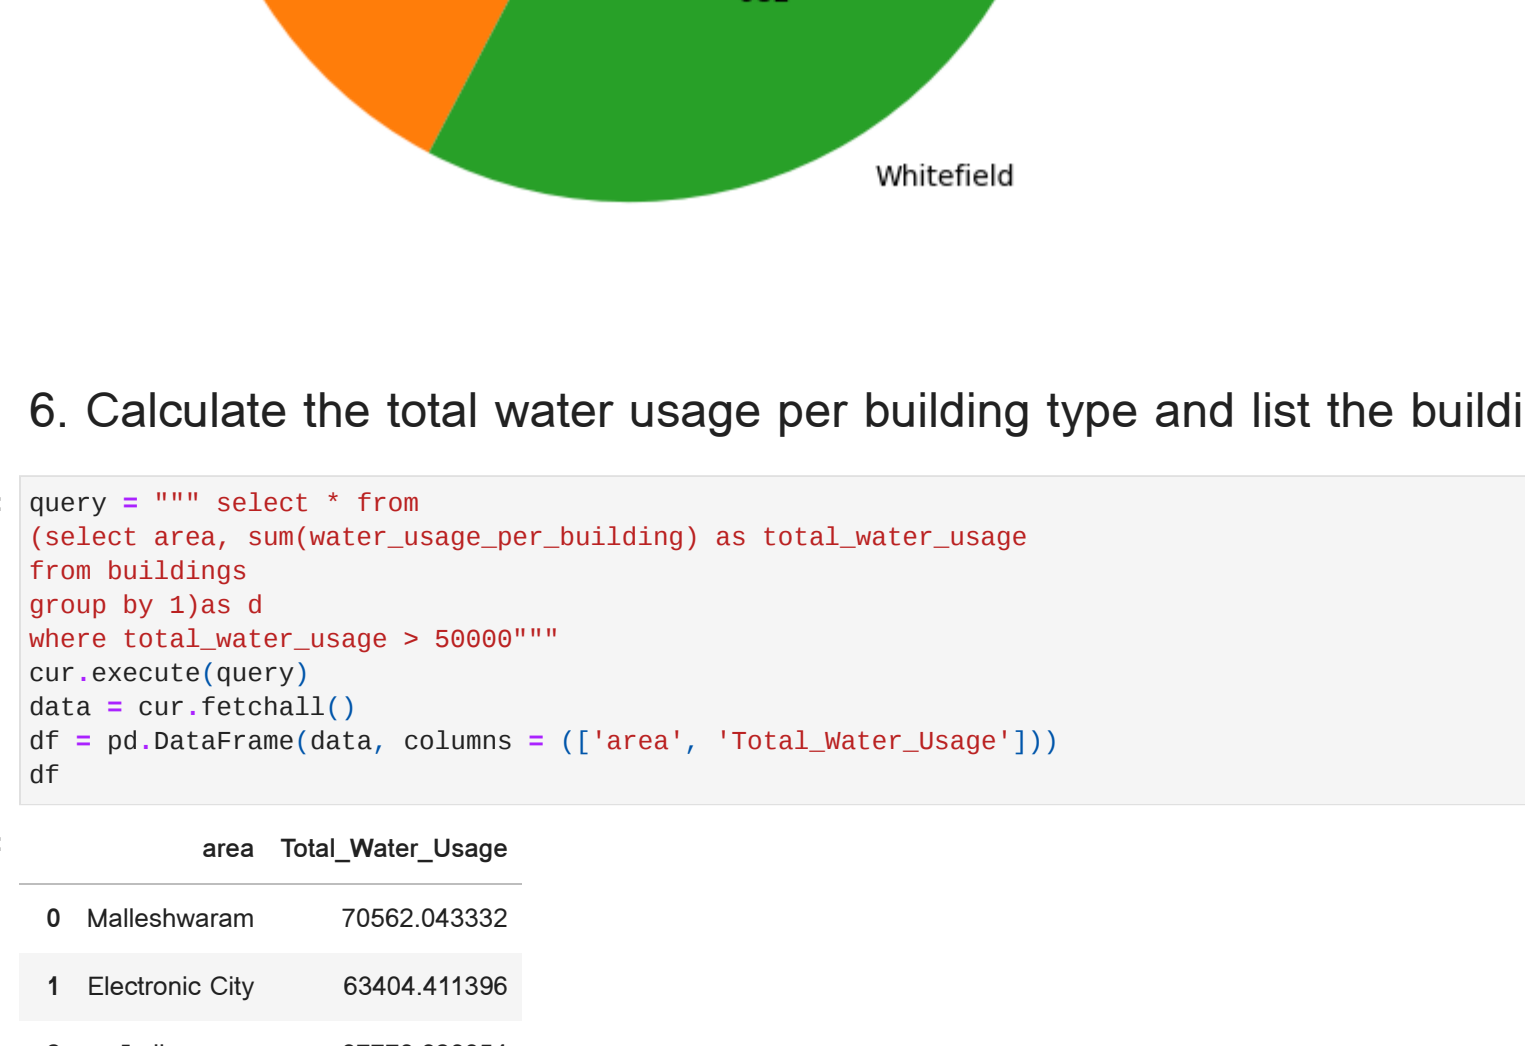 Whitefield
6. Calculate the total water usage per building type and list the buildi
query = """ select * from
(select area, sum(water_usage_per_building) as total_water_usage
from buildings
group by 1)as d
where total_water_usage > 50000"""
cur.execute(query)
data = cur.fetchall()
df = pd.DataFrame(data, columns = (['area', 'Total_Water_Usage']))
df
area Total_Water_Usage
0 Malleshwaram 70562.043332
1 Electronic City 63404.411396